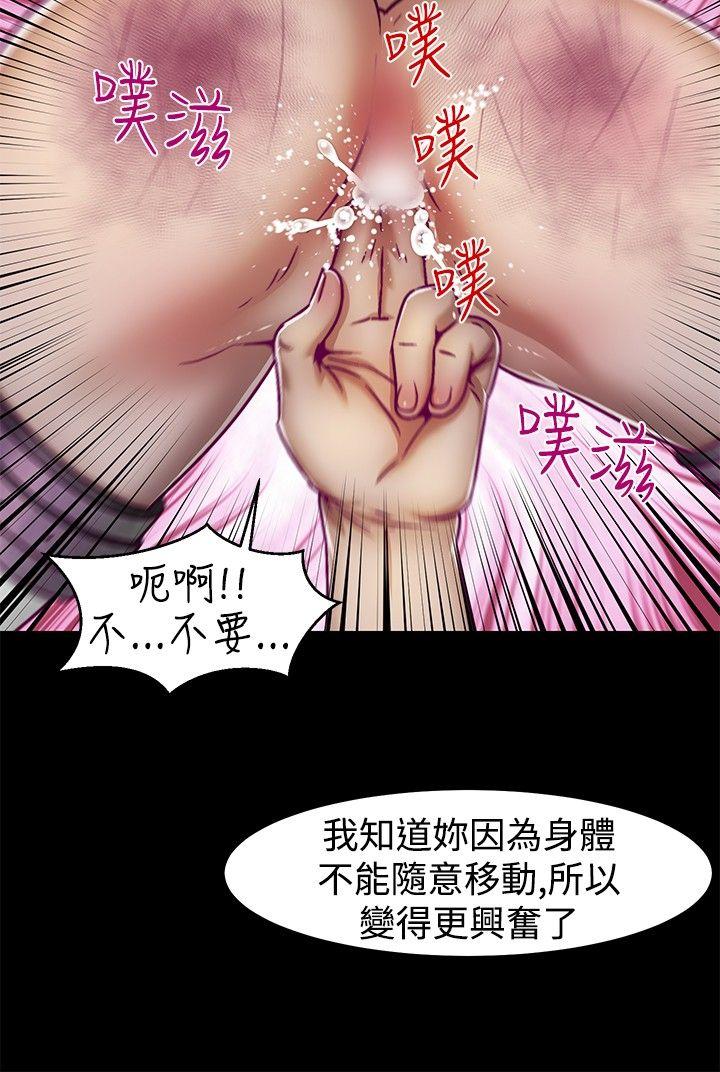 噗
噗滋
噗
噗
噗滋
呃啊!!
不...不要...
我知道妳因為身體
不能隨意移動,所以
變得更興奮了